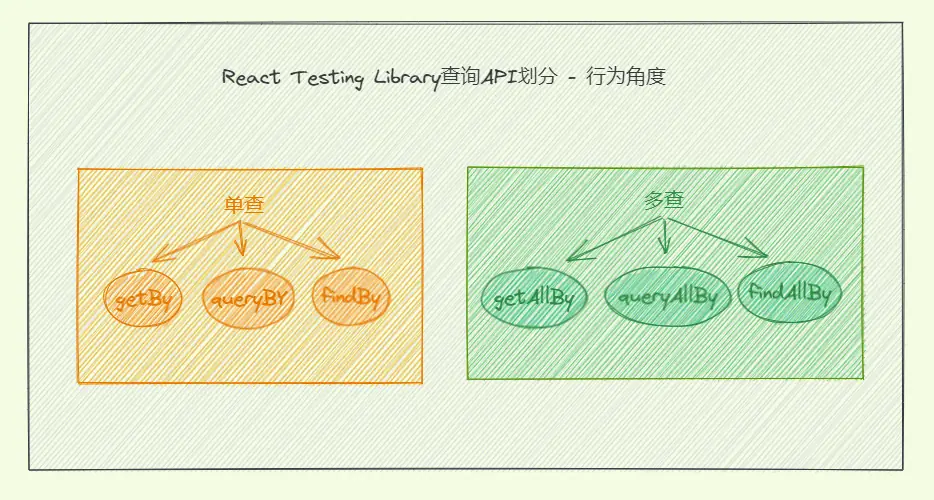 React Testing Library查询API划分 - 行为角度
单查
getBy
queryBY
findBy
多查
getAllBy
queryAllBy
findAllBy